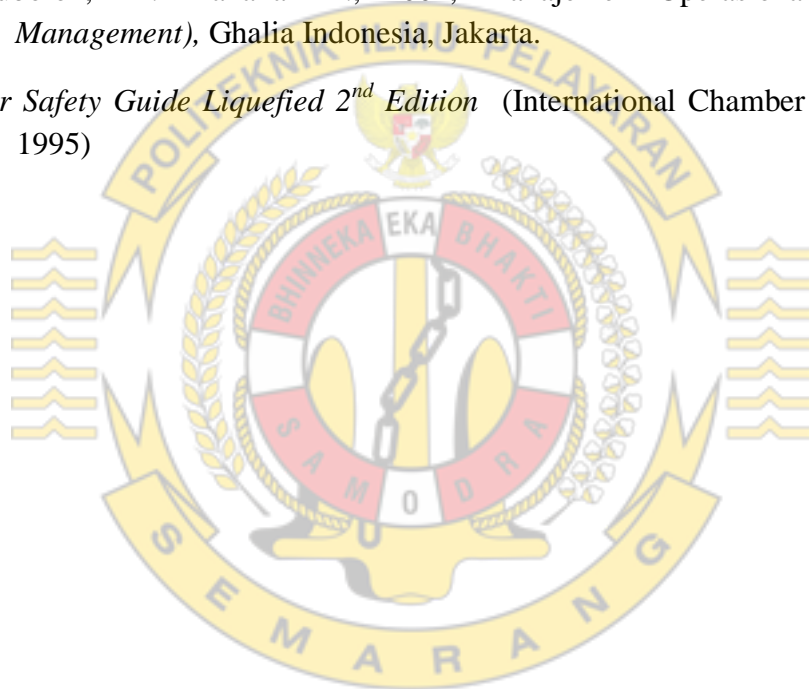 Management), Ghalia Indonesia, Jakarta.
Safety Guide Liquefied 2nd Edition (International Chamber
1995)
POLITEKNIK ILMU PELAYARAN
BHINNEKA EKA BHAKTI
SAMODRA
SEMARANG